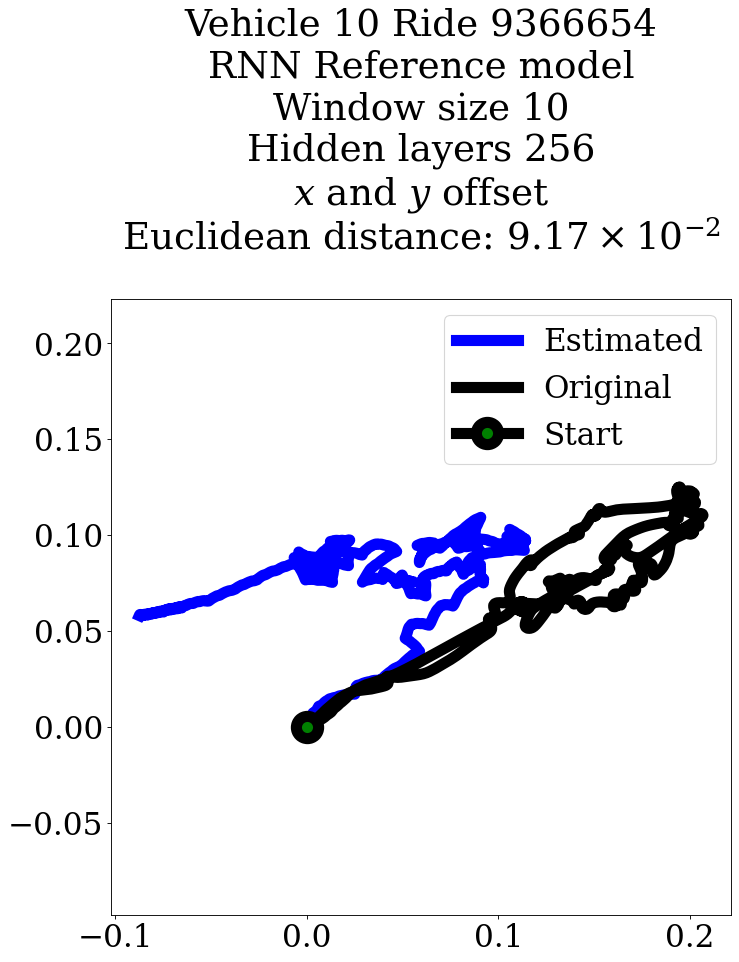 Vehicle 10 Ride 9366654
RNN Reference model
Window size 10
Hidden layers 256
x and y offset
Euclidean distance: 9.17 × 10⁻²
Estimated
Original
Start
0.20
0.15
0.10
0.05
0.00
−0.05
−0.1
0.0
0.1
0.2